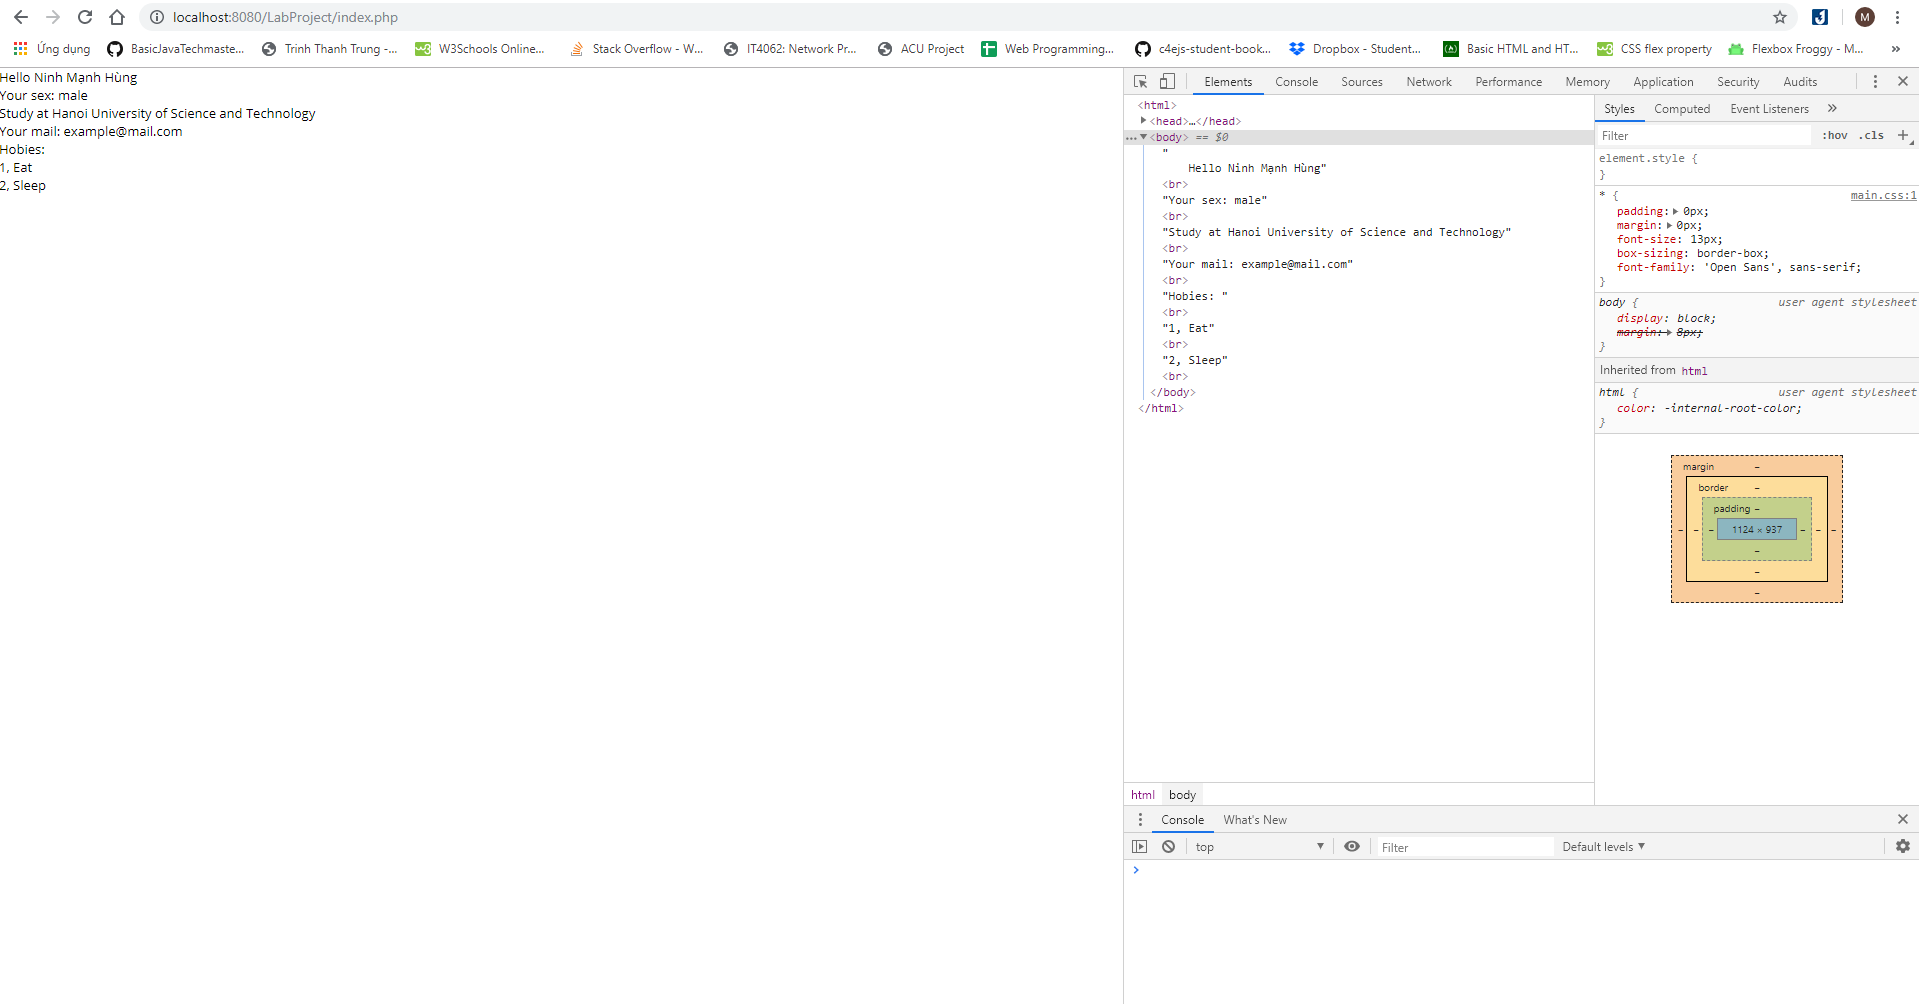 localhost:8080/LabProject/index.php
M
Ứng dụng BasicJavaTechmaste... Trinh Thanh Trung -... W3Schools Online... Stack Overflow - W... IT4062: Network Pr... ACU Project Web Programming... c4ejs-student-book... Dropbox - Student... Basic HTML and HT... CSS flex property Flexbox Froggy - M... »
Hello Ninh Mạnh Hùng
Your sex: male
Study at Hanoi University of Science and Technology
Your mail: example@mail.com
Hobies:
1, Eat
2, Sleep
Elements Console Sources Network Performance Memory Application Security Audits
<html>
<head>…</head>
<body> == $0
"
Hello Ninh Mạnh Hùng"
<br>
"Your sex: male"
<br>
"Study at Hanoi University of Science and Technology"
<br>
"Your mail: example@mail.com"
<br>
"Hobies: "
<br>
"1, Eat"
<br>
"2, Sleep"
<br>
</body>
</html>
html body
Styles Computed Event Listeners »
Filter :hov .cls +
element.style {
}
* { main.css:1
padding: 0px;
margin: 0px;
font-size: 13px;
box-sizing: border-box;
font-family: 'Open Sans', sans-serif;
}
body { user agent stylesheet
display: block;
margin: 8px;
}
Inherited from html
html { user agent stylesheet
color: -internal-root-color;
}
margin –
border –
padding –
– – – 1124 × 937 – – –
–
–
–
Console What's New
top Filter Default levels